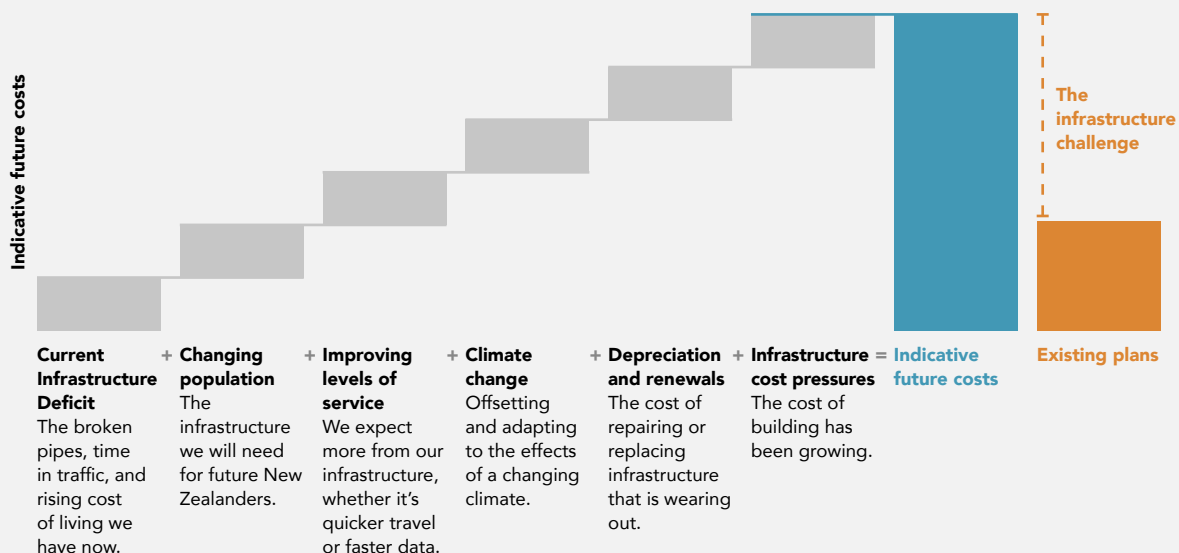 Indicative future costs
The
infrastructure
challenge
Current
Infrastructure
Deficit
The broken
pipes, time
in traffic, and
rising cost
of living we
have now.
+ Changing
population
The
infrastructure
we will need
for future New
Zealanders.
+ Improving
levels of
service
We expect
more from our
infrastructure,
whether it's
quicker travel
or faster data.
+ Climate
change
Offsetting
and adapting
to the effects
of a changing
climate.
+ Depreciation
and renewals
The cost of
repairing or
replacing
infrastructure
that is wearing
out.
+ Infrastructure
cost pressures
The cost of
building has
been growing.
= Indicative
future costs
Existing plans